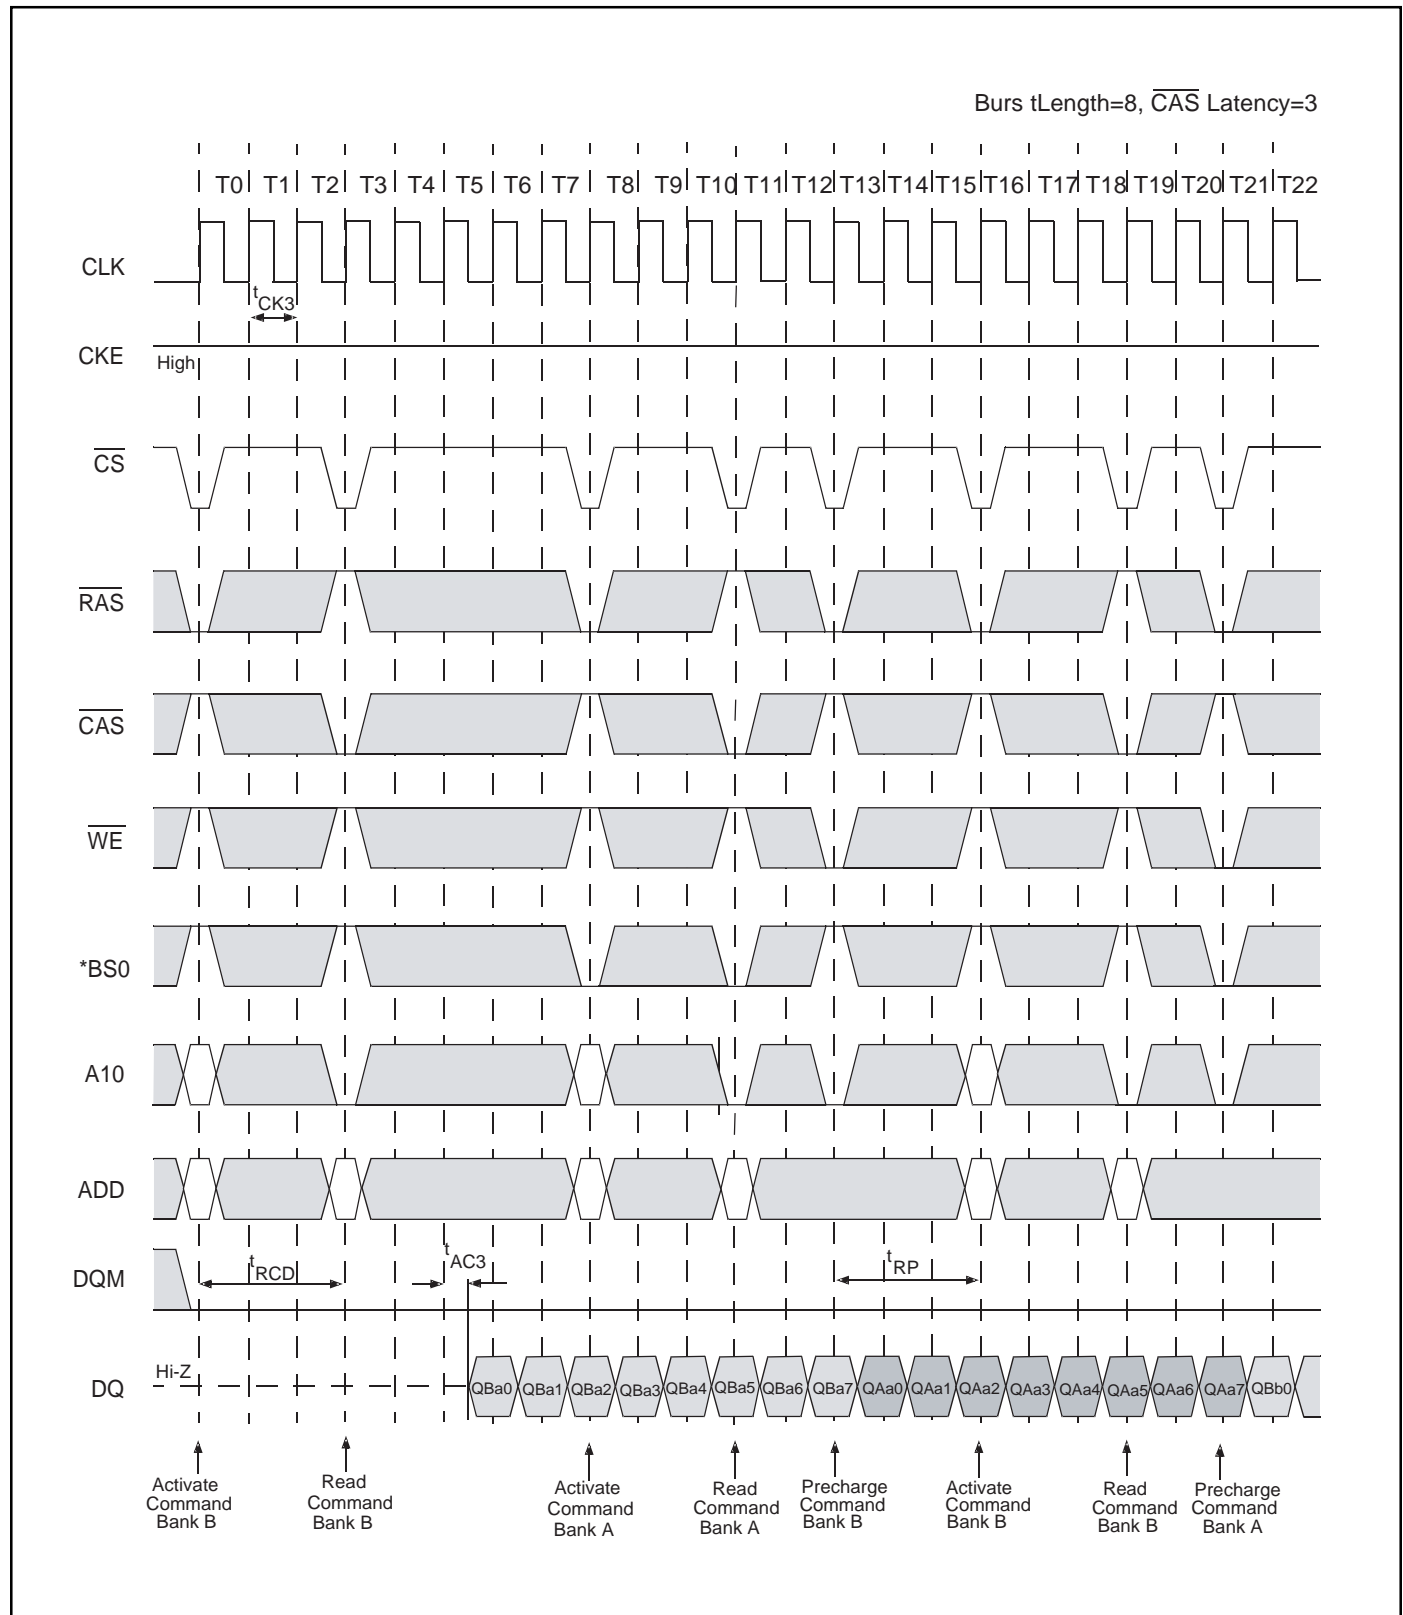 Burs tLength=8, CAS Latency=3
T0 T1 T2 T3 T4 T5 T6 T7 T8 T9 T10 T11 T12 T13 T14 T15 T16 T17 T18 T19 T20 T21 T22
CLK
tCK3
CKE
High
CS
RAS
CAS
WE
*BS0
A10
ADD
DQM
tRCD
tAC3
tRP
DQ
Hi-Z
QBa0 QBa1 QBa2 QBa3 QBa4 QBa5 QBa6 QBa7 QAa0 QAa1 QAa2 QAa3 QAa4 QAa5 QAa6 QAa7 QBb0
Activate
Command
Bank B
Read
Command
Bank B
Activate
Command
Bank A
Read
Command
Bank A
Precharge
Command
Bank B
Activate
Command
Bank B
Read
Command
Bank B
Precharge
Command
Bank A